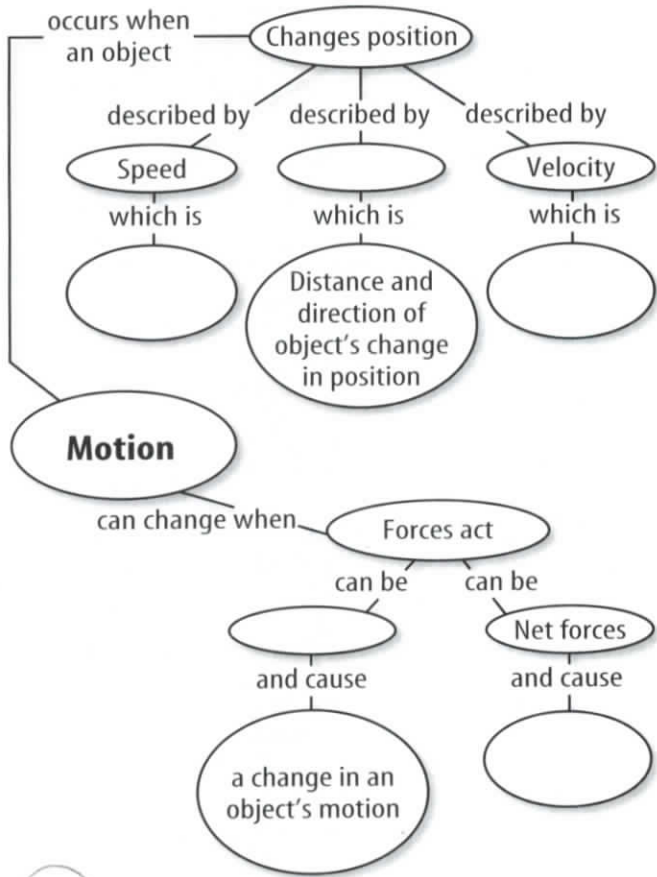 occurs when
an object
Changes position
described by
described by
described by
Speed
Velocity
which is
which is
which is
Distance and
direction of
object's change
in position
Motion
can change when
Forces act
can be
can be
Net forces
and cause
and cause
a change in an
object's motion